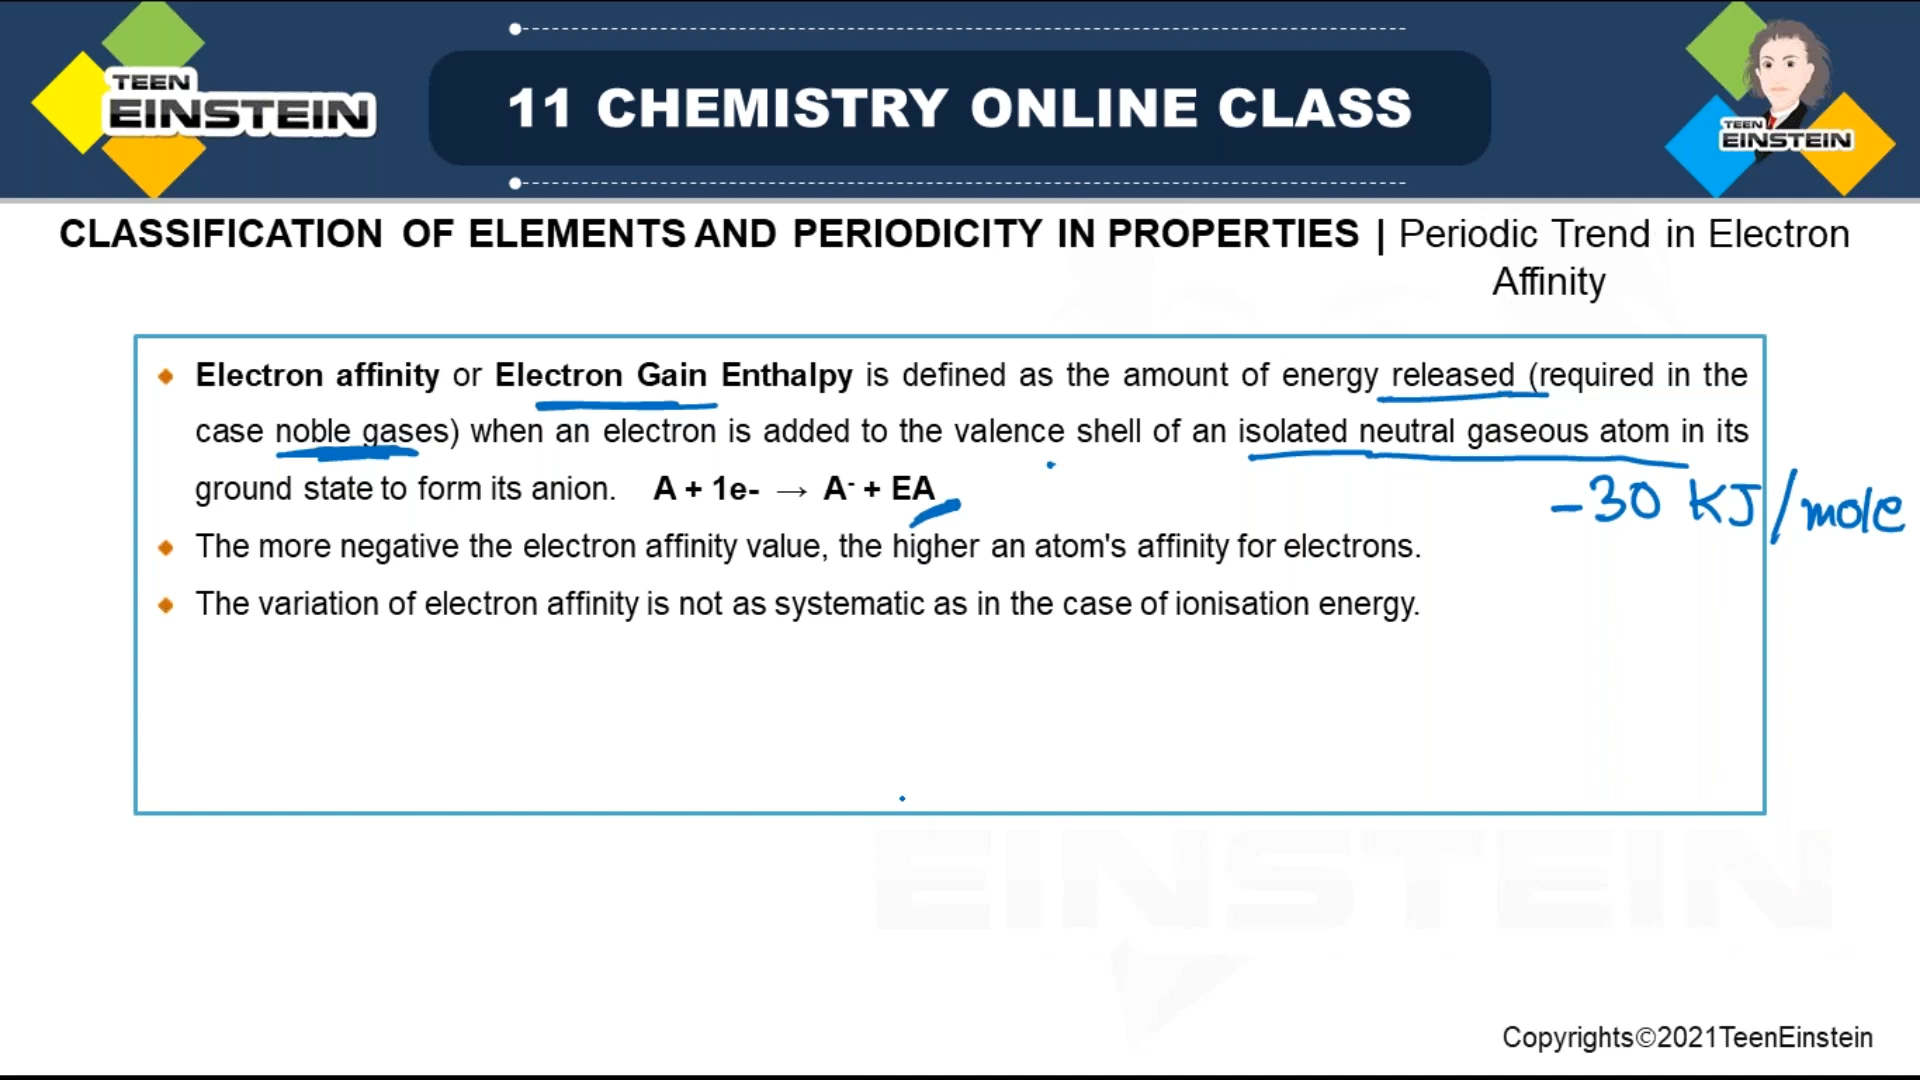 TEEN
EINSTEIN
11 CHEMISTRY ONLINE CLASS
TEEN
EINSTEIN
CLASSIFICATION OF ELEMENTS AND PERIODICITY IN PROPERTIES | Periodic Trend in Electron
Affinity
Electron affinity or Electron Gain Enthalpy is defined as the amount of energy released (required in the
case noble gases) when an electron is added to the valence shell of an isolated neutral gaseous atom in its
ground state to form its anion. A + 1e- → A⁻ + EA
-30 KJ/mole
The more negative the electron affinity value, the higher an atom's affinity for electrons.
The variation of electron affinity is not as systematic as in the case of ionisation energy.
EINSTEIN
Copyrights©2021TeenEinstein